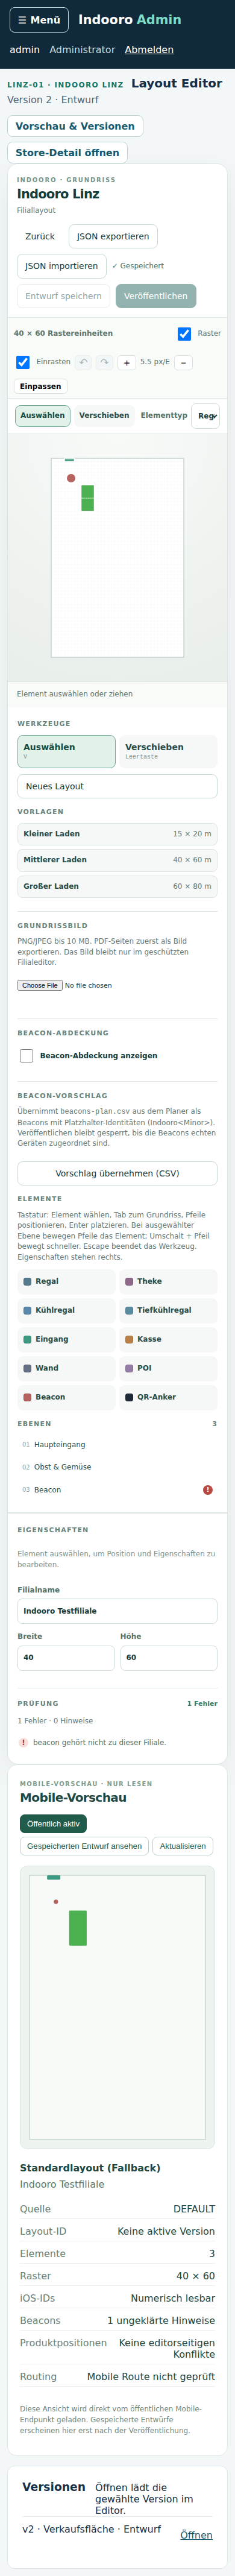 ☰ Menü Indooro Admin
admin Administrator Abmelden
LINZ-01 · INDOORO LINZ Layout Editor
Version 2 · Entwurf
Vorschau & Versionen
Store-Detail öffnen
INDOORO · GRUNDRISS
Indooro Linz
Filiallayout
Zurück JSON exportieren
JSON importieren ✓ Gespeichert
Entwurf speichern Veröffentlichen
40 × 60 Rastereinheiten Raster
Einrasten ↶ ↷ + 5.5 px/E −
Einpassen
Auswählen Verschieben Elementtyp Reg
Element auswählen oder ziehen
WERKZEUGE
Auswählen Verschieben
V Leertaste
Neues Layout
VORLAGEN
Kleiner Laden 15 × 20 m
Mittlerer Laden 40 × 60 m
Großer Laden 60 × 80 m
GRUNDRISSBILD
PNG/JPEG bis 10 MB. PDF-Seiten zuerst als Bild
exportieren. Das Bild bleibt nur im geschützten
Filialeditor.
Choose File No file chosen
BEACON-ABDECKUNG
Beacon-Abdeckung anzeigen
BEACON-VORSCHLAG
Übernimmt beacons-plan.csv aus dem Planer als
Beacons mit Platzhalter-Identitäten (Indooro<Minor>).
Veröffentlichen bleibt gesperrt, bis die Beacons echten
Geräten zugeordnet sind.
Vorschlag übernehmen (CSV)
ELEMENTE
Tastatur: Element wählen, Tab zum Grundriss, Pfeile
positionieren, Enter platzieren. Bei ausgewählter
Ebene bewegen Pfeile das Element; Umschalt + Pfeil
bewegt schneller. Escape beendet das Werkzeug.
Eigenschaften stehen rechts.
Regal Theke
Kühlregal Tiefkühlregal
Eingang Kasse
Wand POI
Beacon QR-Anker
EBENEN 3
01 Haupteingang
02 Obst & Gemüse
03 Beacon !
EIGENSCHAFTEN
Element auswählen, um Position und Eigenschaften zu
bearbeiten.
Filialname
Indooro Testfiliale
Breite Höhe
40 60
PRÜFUNG 1 Fehler
1 Fehler · 0 Hinweise
! beacon gehört nicht zu dieser Filiale.
MOBILE-VORSCHAU · NUR LESEN
Mobile-Vorschau
Öffentlich aktiv
Gespeicherten Entwurf ansehen Aktualisieren
Standardlayout (Fallback)
Indooro Testfiliale
Quelle DEFAULT
Layout-ID Keine aktive Version
Elemente 3
Raster 40 × 60
iOS-IDs Numerisch lesbar
Beacons 1 ungeklärte Hinweise
Produktpositionen Keine editorseitigen
Konflikte
Routing Mobile Route nicht geprüft
Diese Ansicht wird direkt vom öffentlichen Mobile-
Endpunkt geladen. Gespeicherte Entwürfe
erscheinen hier erst nach der Veröffentlichung.
Versionen Öffnen lädt die
gewählte Version im
Editor.
v2 · Verkaufsfläche · Entwurf Öffnen